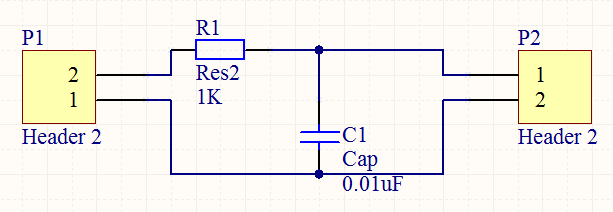 P1
2
1
Header 2
R1
Res2
1K
C1
Cap
0.01uF
P2
1
2
Header 2